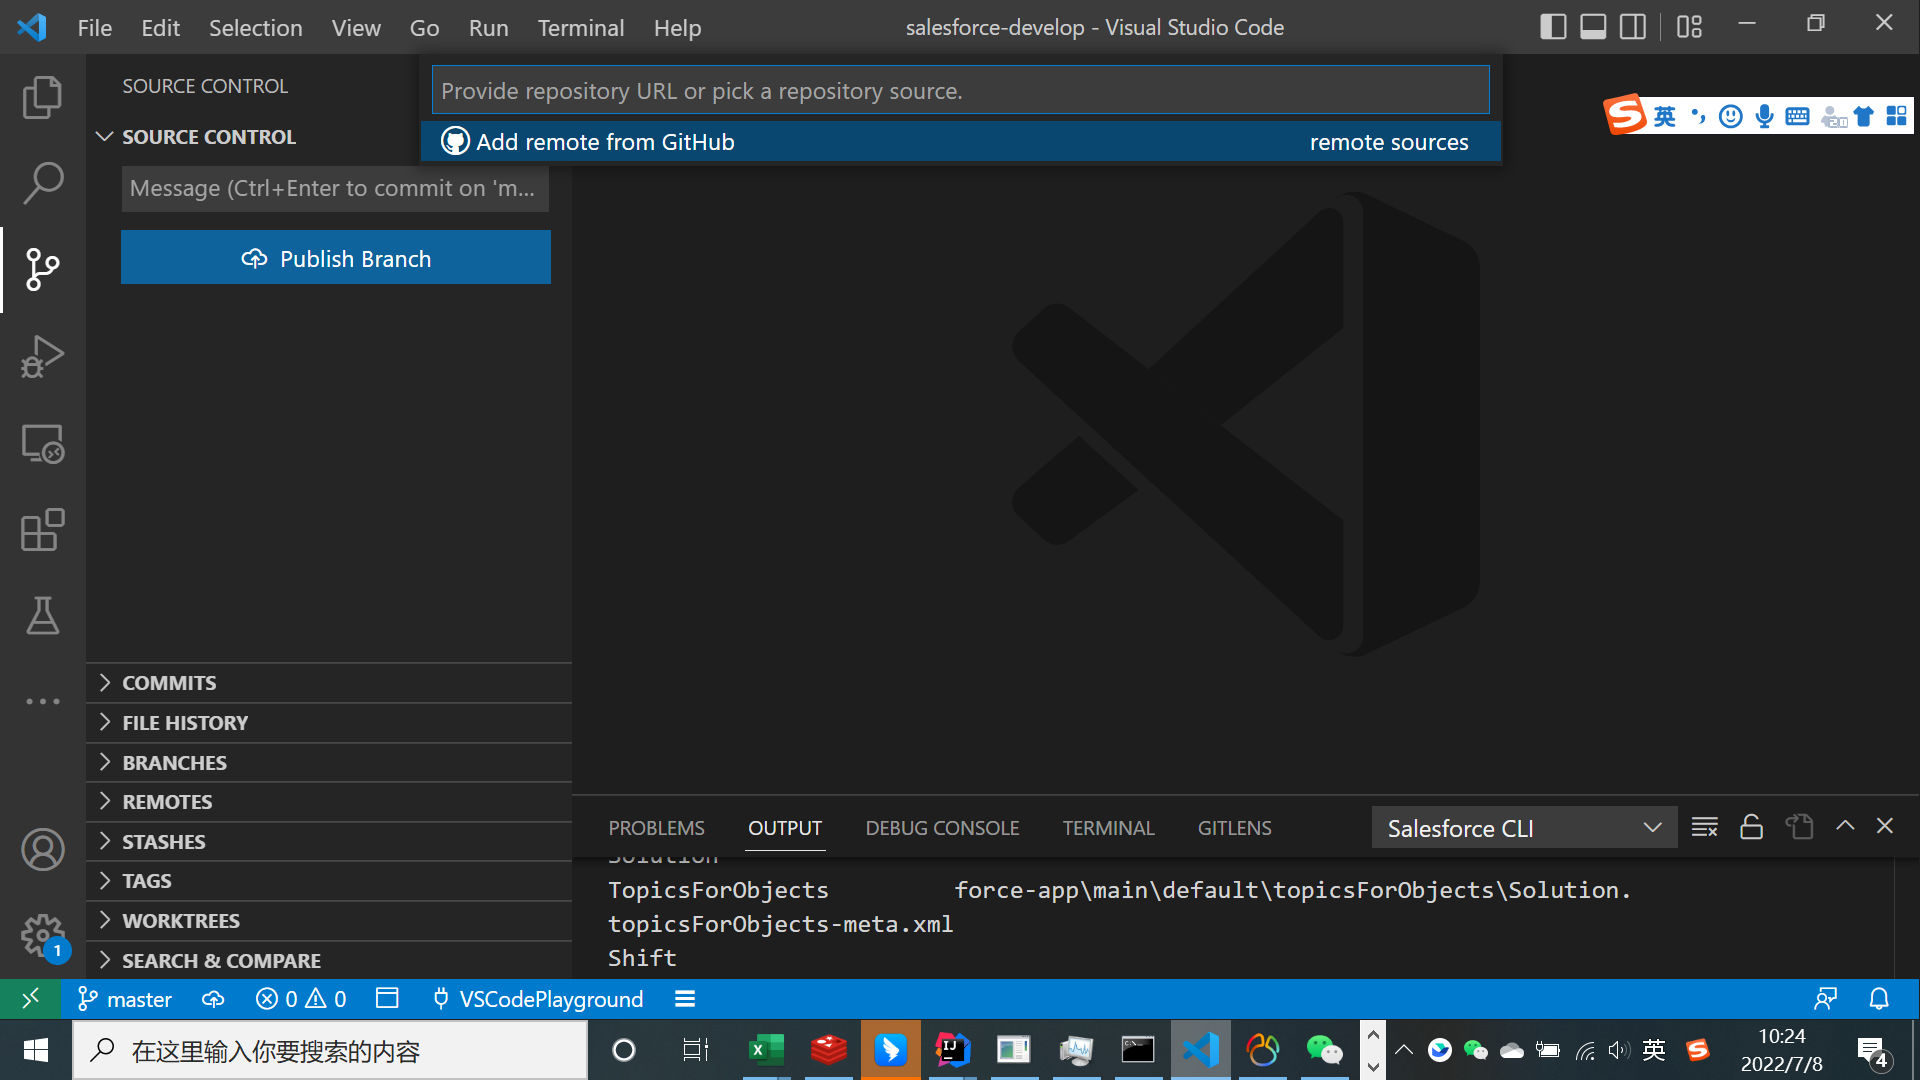 File Edit Selection View Go Run Terminal Help
salesforce-develop - Visual Studio Code
SOURCE CONTROL
Provide repository URL or pick a repository source.
Add remote from GitHub remote sources
英
SOURCE CONTROL
Message (Ctrl+Enter to commit on 'm...
Publish Branch
COMMITS
FILE HISTORY
BRANCHES
REMOTES
STASHES
TAGS
WORKTREES
SEARCH & COMPARE
1
PROBLEMS OUTPUT DEBUG CONSOLE TERMINAL GITLENS
Salesforce CLI
Solution
TopicsForObjects force-app\main\default\topicsForObjects\Solution.
topicsForObjects-meta.xml
Shift
master 0 0 VSCodePlayground
在这里输入你要搜索的内容
英
10:24
2022/7/8
4